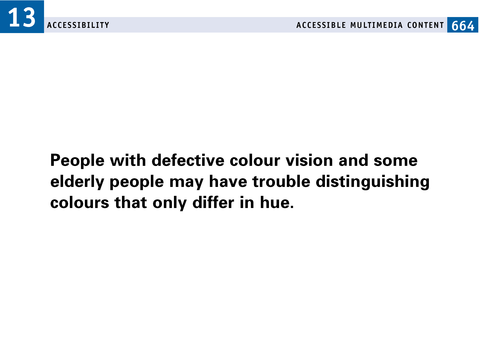 13 ACCESSIBILITY ACCESSIBLE MULTIMEDIA CONTENT 664
People with defective colour vision and some
elderly people may have trouble distinguishing
colours that only differ in hue.